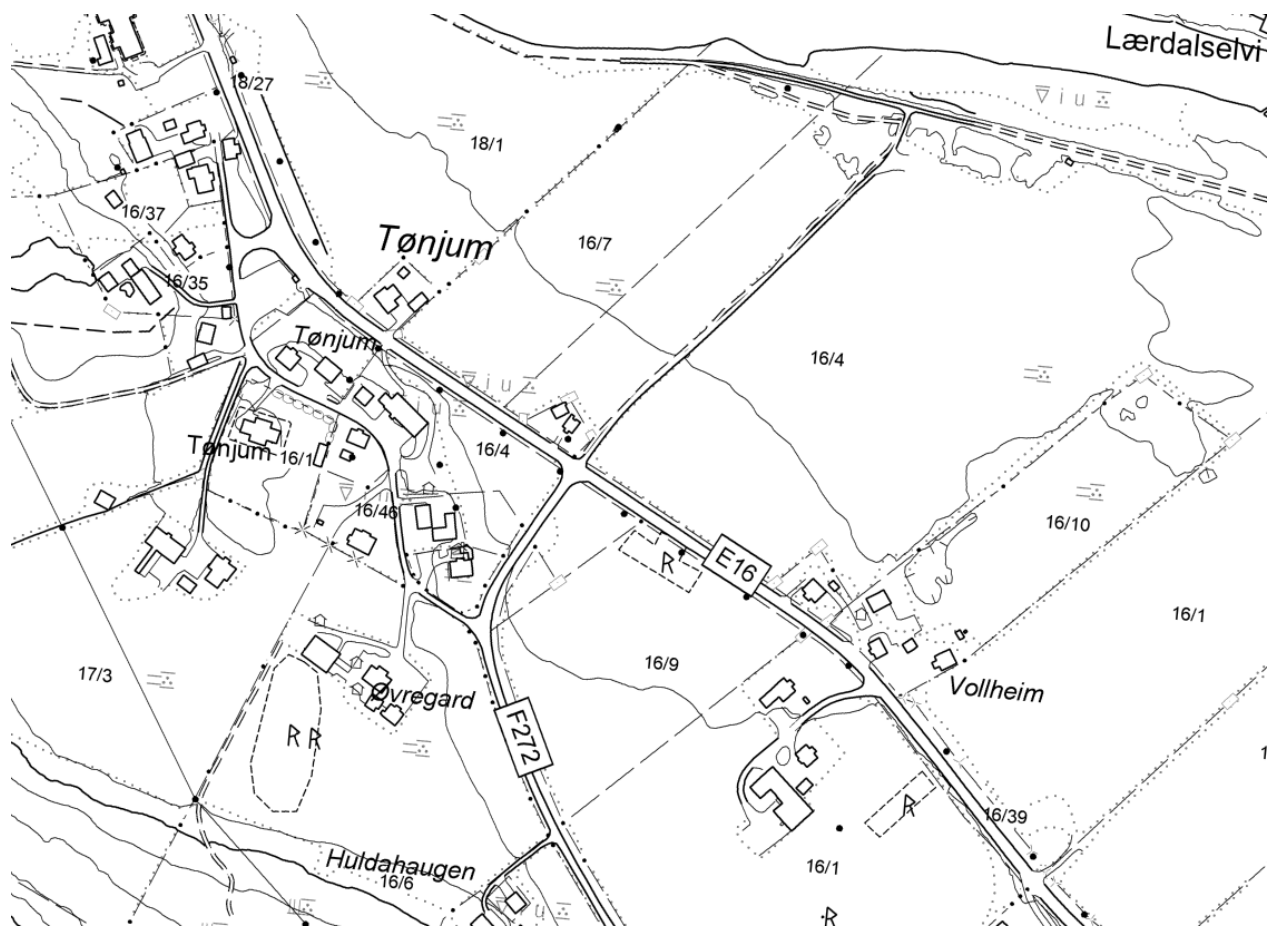 Lærdalselvi
18/27
i u
18/1
16/37
Tønjum
16/7
16/35
Tønjum
16/4
i u
Tønjum
16/1
16/4
16/46
16/10
R
E16
16/1
16/9
17/3
Øvregard
Vollheim
R R
F272
R
16/39
Huldahaugen
16/6
16/1
i u
R